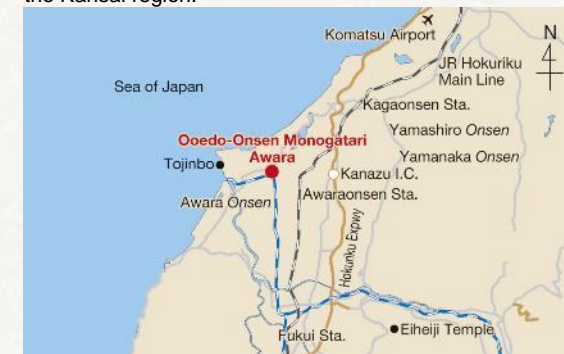 the Kansai region.
Komatsu Airport
N
JR Hokuriku
Main Line
Sea of Japan
Kagaonsen Sta.
Ooedo-Onsen Monogatari
Awara
Yamashiro Onsen
Tojinbo
Yamanaka Onsen
Kanazu I.C.
Awara Onsen
Awaraonsen Sta.
Hokuriku Expwy
Fukui Sta.
Eiheiji Temple